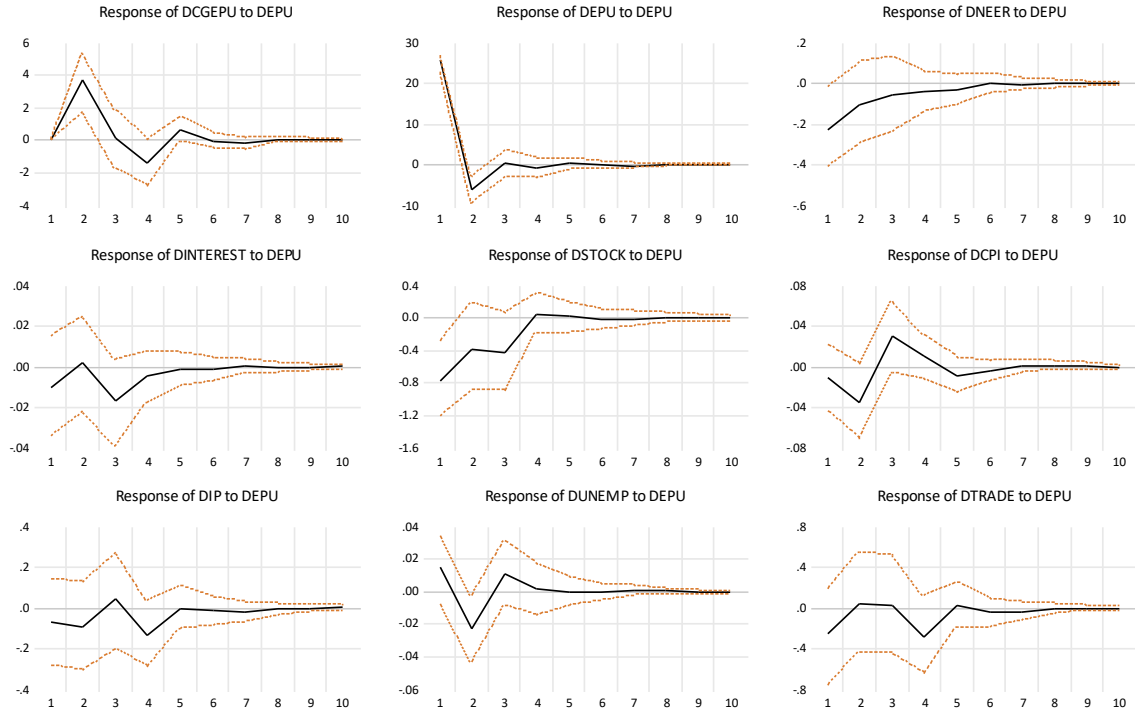 Response of DCGEPU to DEPU
6
4
2
0
-2
-4
1 2 3 4 5 6 7 8 9 10
Response of DEPU to DEPU
30
20
10
0
-10
1 2 3 4 5 6 7 8 9 10
Response of DNEER to DEPU
.2
.0
-.2
-.4
-.6
1 2 3 4 5 6 7 8 9 10
Response of DINTEREST to DEPU
.04
.02
.00
-.02
-.04
1 2 3 4 5 6 7 8 9 10
Response of DSTOCK to DEPU
0.4
0.0
-0.4
-0.8
-1.2
-1.6
1 2 3 4 5 6 7 8 9 10
Response of DCPI to DEPU
.08
.04
.00
-.04
-.08
1 2 3 4 5 6 7 8 9 10
Response of DIP to DEPU
.4
.2
.0
-.2
-.4
1 2 3 4 5 6 7 8 9 10
Response of DUNEMP to DEPU
.04
.02
.00
-.02
-.04
-.06
1 2 3 4 5 6 7 8 9 10
Response of DTRADE to DEPU
.8
.4
.0
-.4
-.8
1 2 3 4 5 6 7 8 9 10